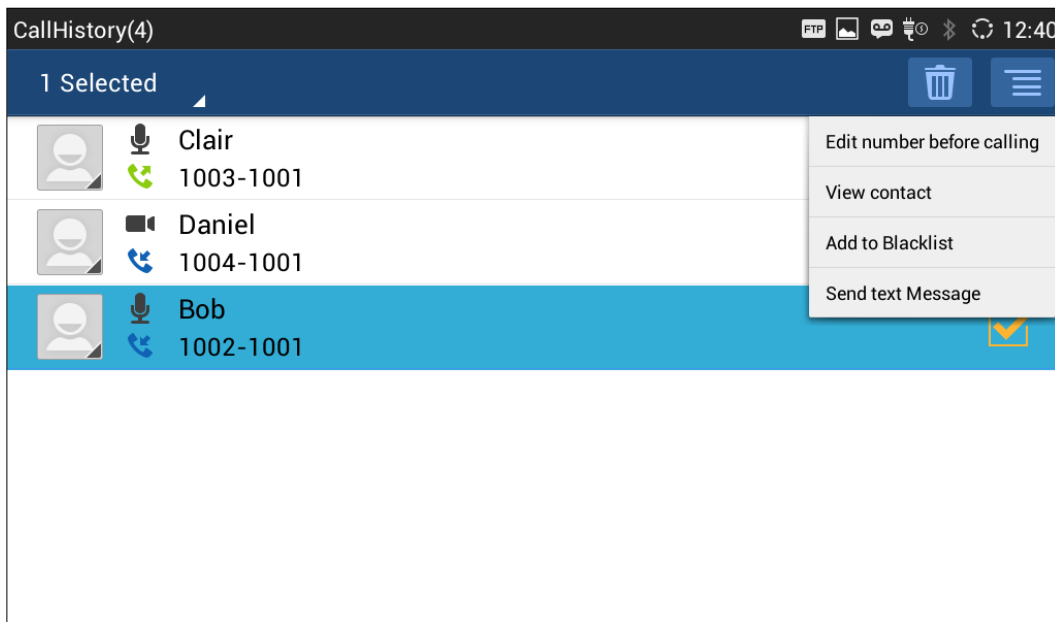 CallHistory(4)
FTP
12:40
1 Selected
Clair
1003-1001
Daniel
1004-1001
Bob
1002-1001
Edit number before calling
View contact
Add to Blacklist
Send text Message